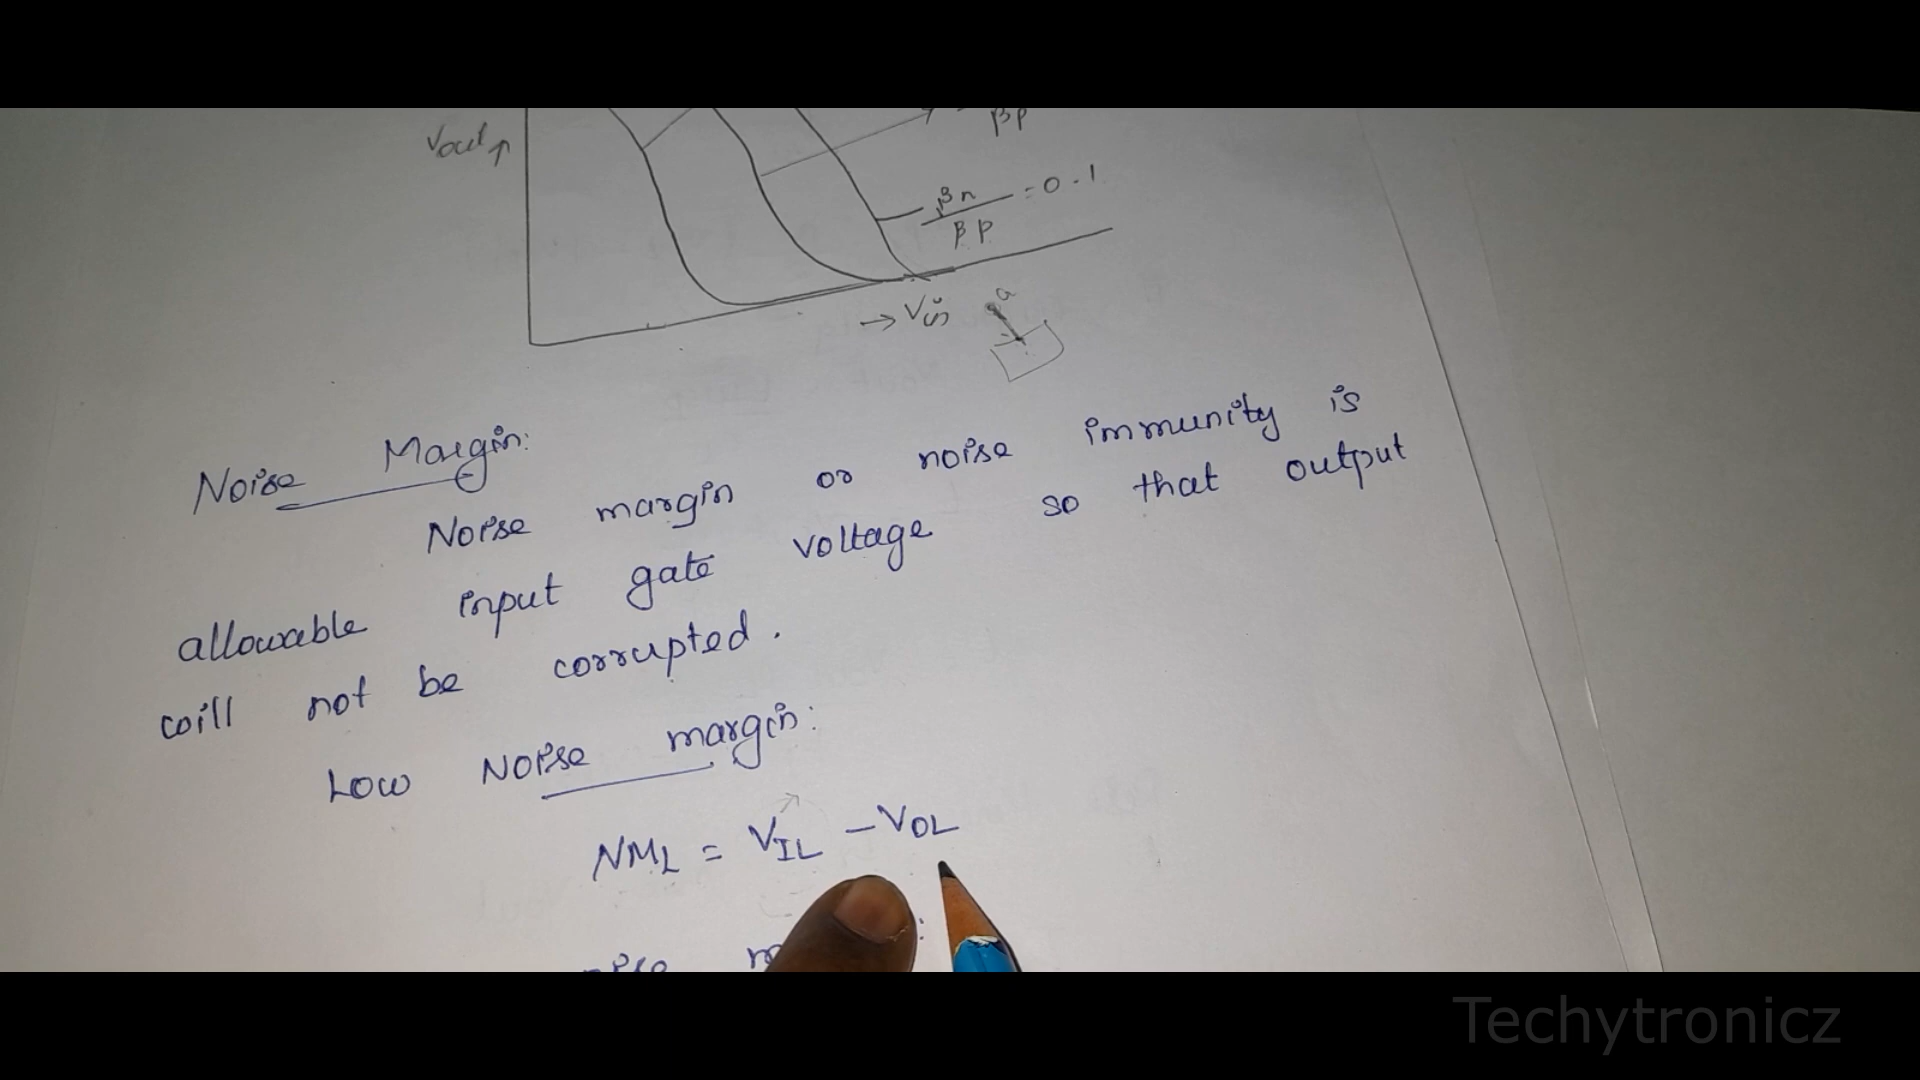 Vout ↑
βp
βn
— = 0.1
βp
→ Vin
Noise Margin:
Noise margin or noise immunity is
allowable input gate voltage so that output
will not be corrupted.
Low Noise margin:
NML = VIL - VOL
Techytronicz